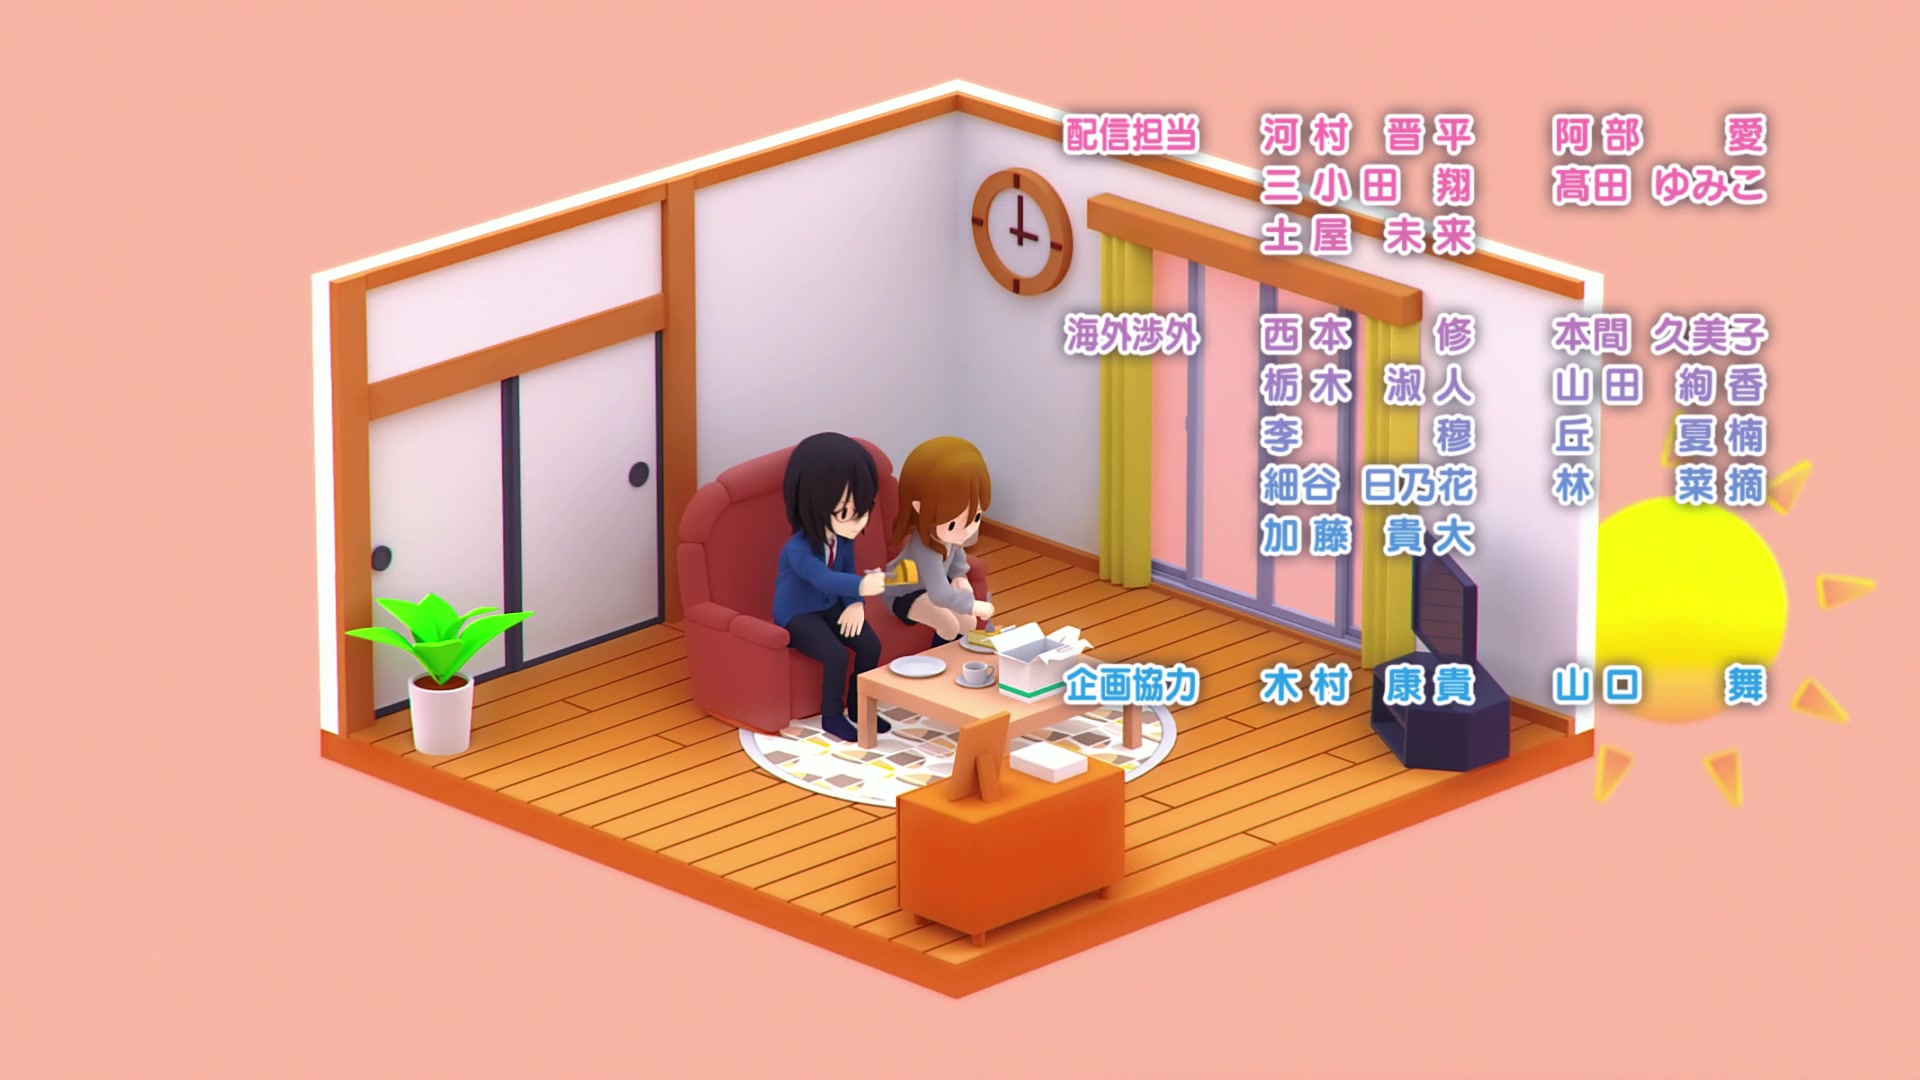 配信担当 河村 晋平 阿部 愛
三小田 翔 髙田 ゆみこ
土屋 未来
海外渉外 西本 修 本間 久美子
栃木 淑人 山田 絢香
李 穆 丘 夏楠
細谷 日乃花 林 菜摘
加藤 貴大
企画協力 木村 康貴 山口 舞